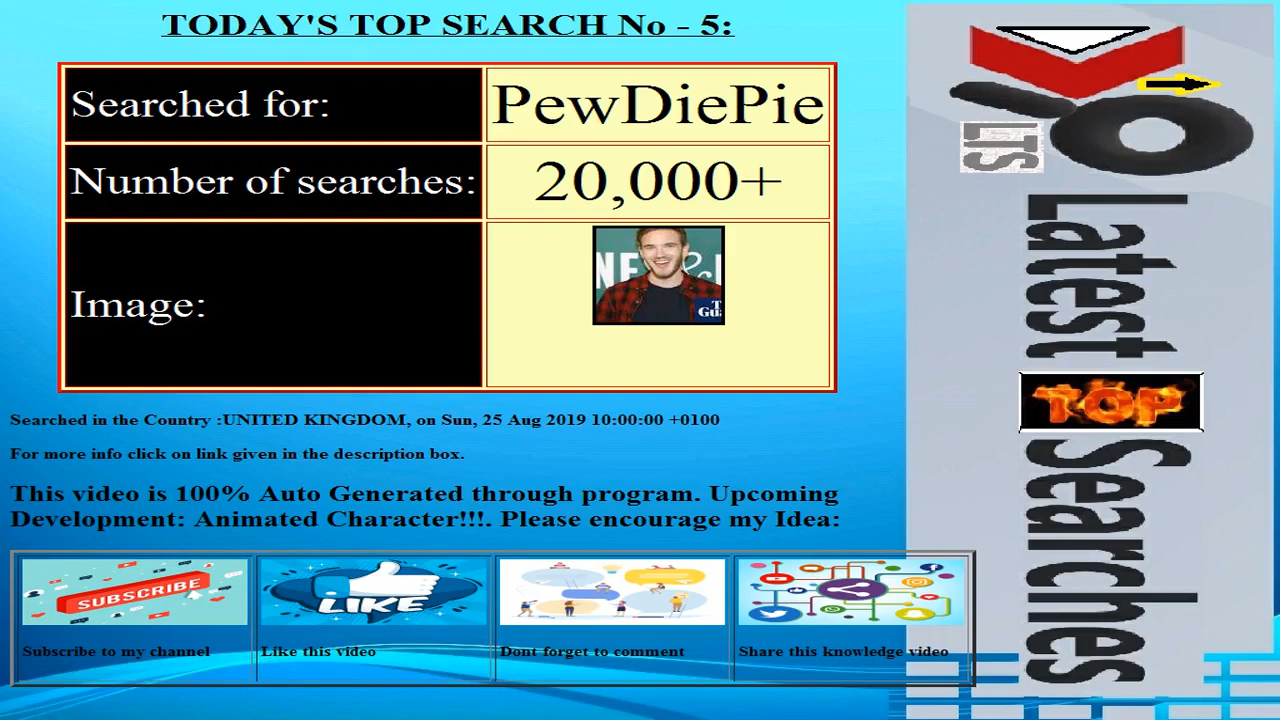 TODAY'S TOP SEARCH No - 5:
Searched for:
PewDiePie
Number of searches:
20,000+
Image:
Searched in the Country :UNITED KINGDOM, on Sun, 25 Aug 2019 10:00:00 +0100
For more info click on link given in the description box.
This video is 100% Auto Generated through program. Upcoming
Development: Animated Character!!!. Please encourage my Idea:
SUBSCRIBE
LIKE
Subscribe to my channel
Like this video
Dont forget to comment
Share this knowledge video
LTS
Latest
TOP
Searches